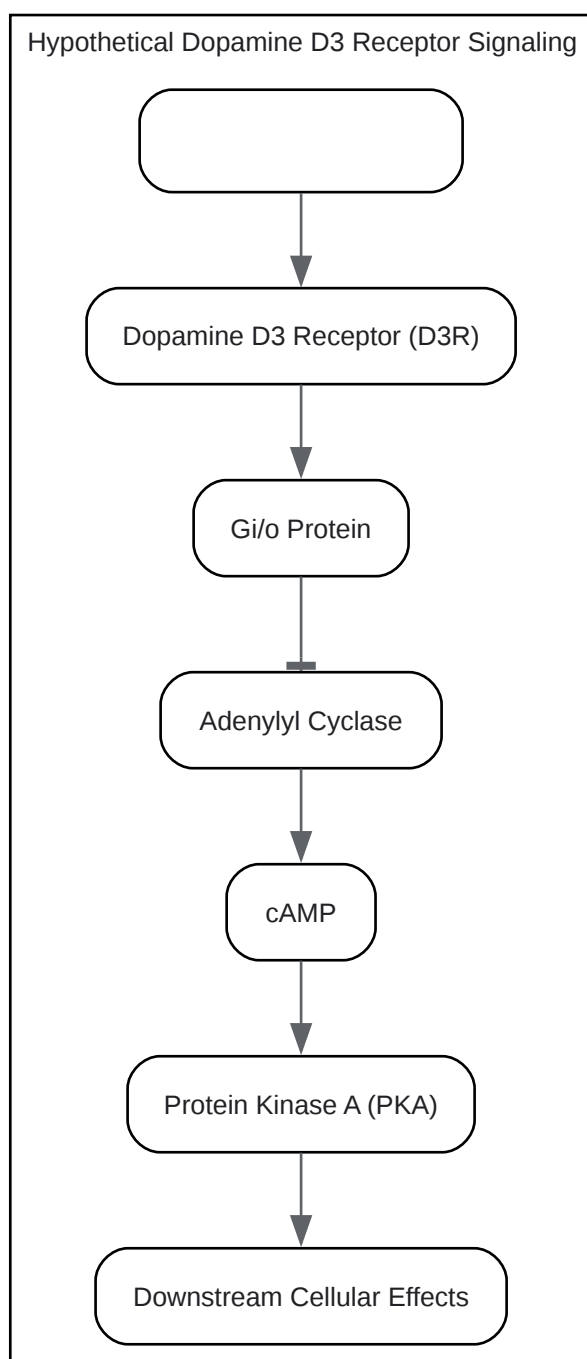 Hypothetical Dopamine D3 Receptor Signaling
Dopamine D3 Receptor (D3R)
Gi/o Protein
Adenylyl Cyclase
cAMP
Protein Kinase A (PKA)
Downstream Cellular Effects